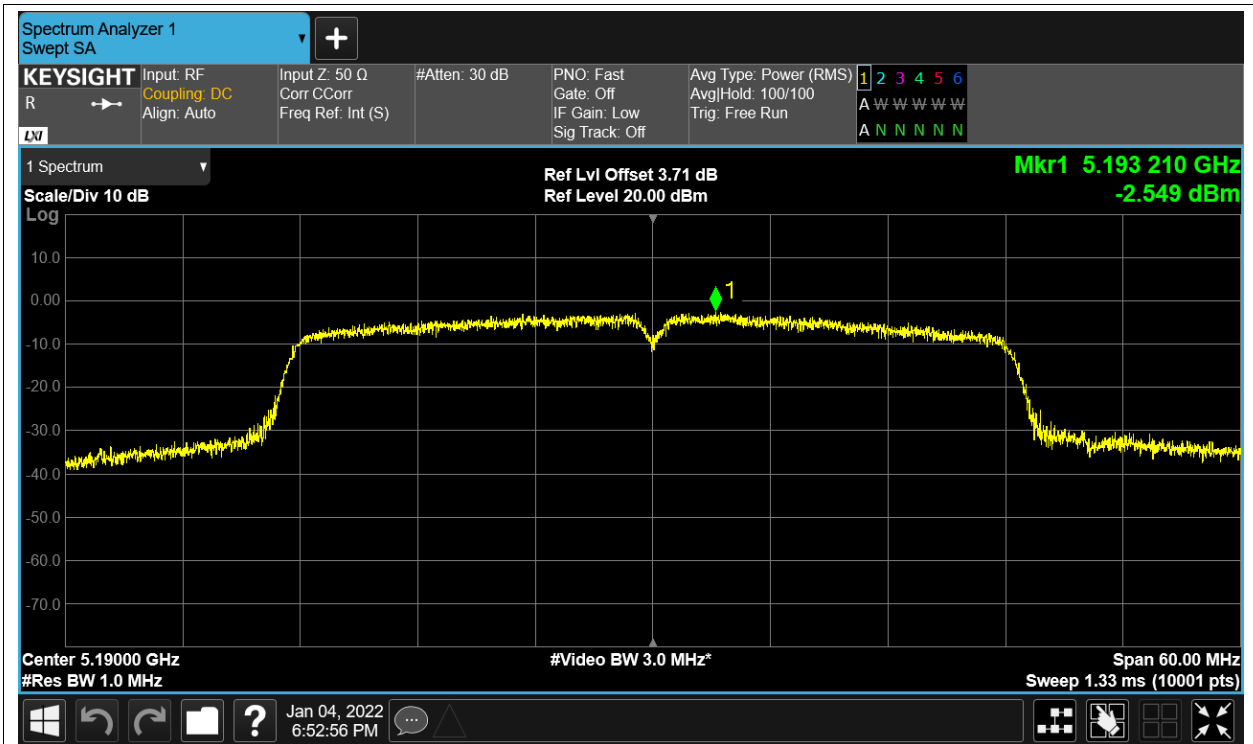 Spectrum Analyzer 1
Swept SA
KEYSIGHT Input: RF Input Z: 50 Ω #Atten: 30 dB PNO: Fast Avg Type: Power (RMS) 1 2 3 4 5 6
R Coupling: DC Corr CCorr Gate: Off Avg|Hold: 100/100 A W W W W W
Align: Auto Freq Ref: Int (S) IF Gain: Low Trig: Free Run
LXI Sig Track: Off A N N N N N
1 Spectrum Ref Lvl Offset 3.71 dB Mkr1 5.193 210 GHz
Scale/Div 10 dB Ref Level 20.00 dBm -2.549 dBm
Log
10.0
0.00 1
-10.0
-20.0
-30.0
-40.0
-50.0
-60.0
-70.0
Center 5.19000 GHz #Video BW 3.0 MHz* Span 60.00 MHz
#Res BW 1.0 MHz Sweep 1.33 ms (10001 pts)
? Jan 04, 2022
6:52:56 PM